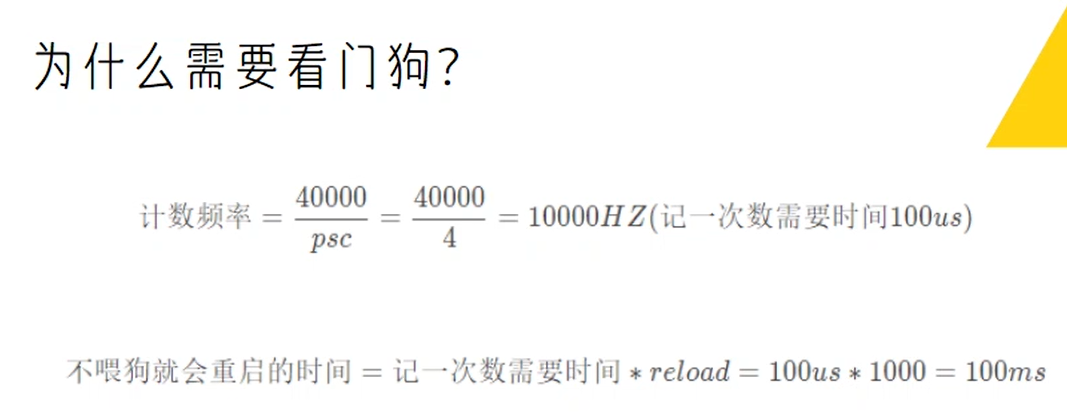 为什么需要看门狗?
计数频率 = 40000/psc = 40000/4 = 10000HZ(记一次数需要时间100us)
不喂狗就会重启的时间 = 记一次数需要时间 * reload = 100us * 1000 = 100ms